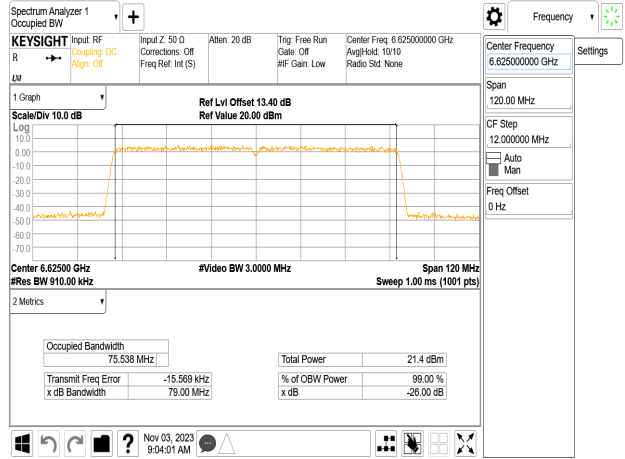 Spectrum Analyzer 1
Occupied BW
Frequency
KEYSIGHT
R
LXI
Input: RF
Coupling: DC
Align: Off
Input Z: 50 Ω
Corrections: Off
Freq Ref: Int (S)
Atten: 20 dB
Trig: Free Run
Gate: Off
#IF Gain: Low
Center Freq: 6.625000000 GHz
Avg|Hold: 10/10
Radio Std: None
Center Frequency
6.625000000 GHz
Settings
Span
120.00 MHz
CF Step
12.000000 MHz
Auto
Man
Freq Offset
0 Hz
1 Graph
Scale/Div 10.0 dB
Ref Lvl Offset 13.40 dB
Ref Value 20.00 dBm
Log
10.0
0.00
-10.0
-20.0
-30.0
-40.0
-50.0
-60.0
-70.0
Center 6.62500 GHz
#Video BW 3.0000 MHz
Span 120 MHz
#Res BW 910.00 kHz
Sweep 1.00 ms (1001 pts)
2 Metrics
Occupied Bandwidth
75.538 MHz
Total Power 21.4 dBm
Transmit Freq Error -15.569 kHz
% of OBW Power 99.00 %
x dB Bandwidth 79.00 MHz
x dB -26.00 dB
?
Nov 03, 2023
9:04:01 AM